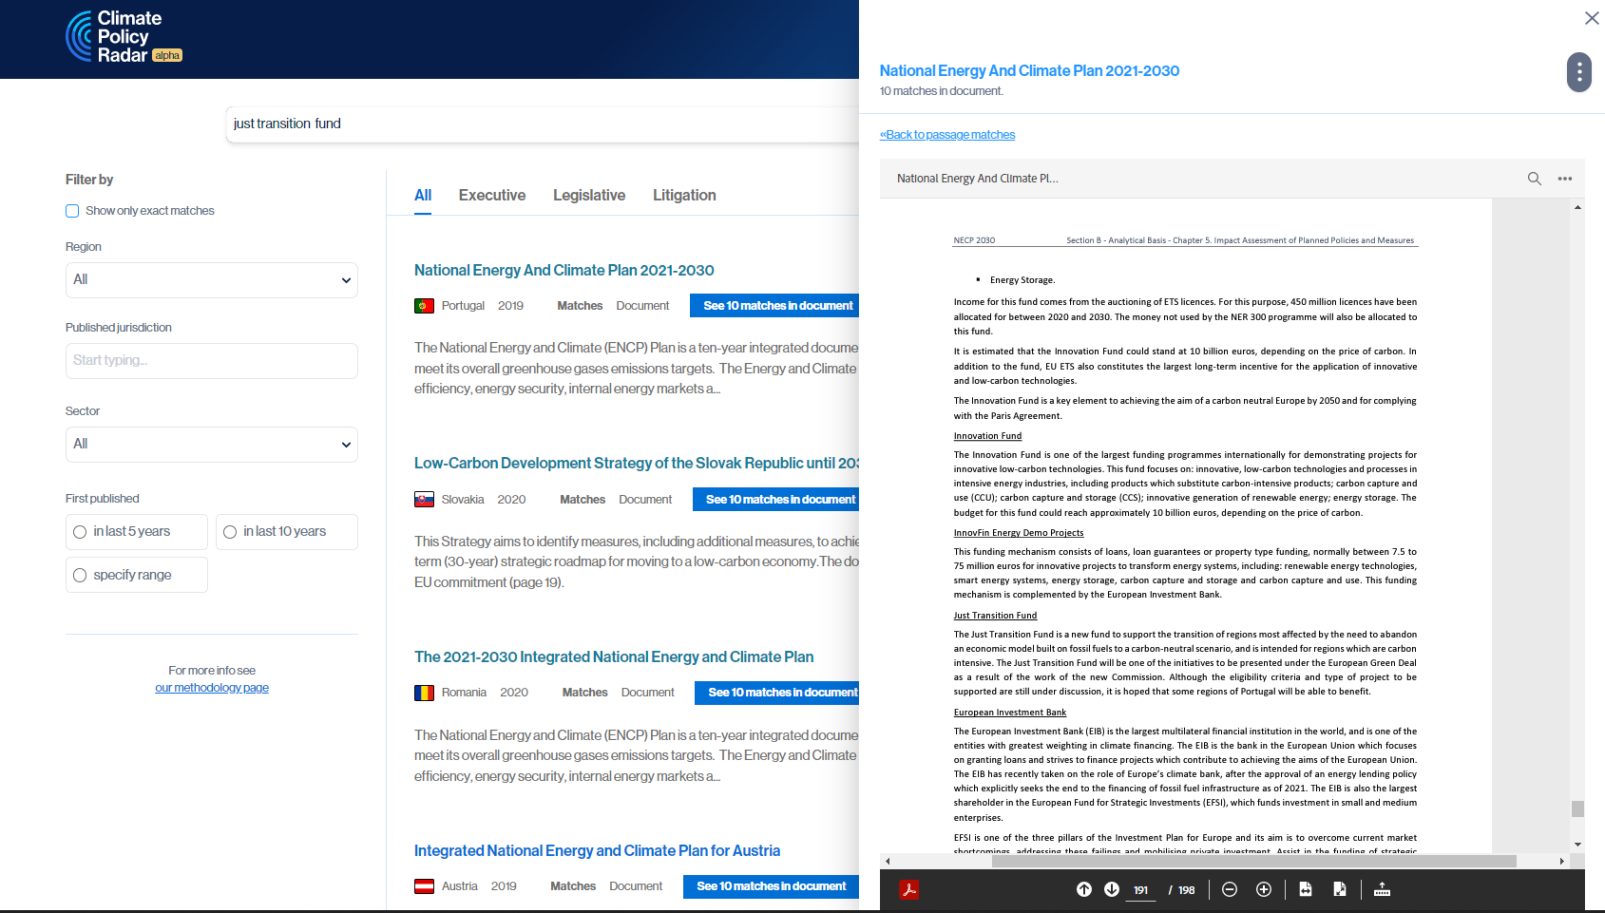 Climate
Policy
Radar alpha
just transition fund
Filter by
Show only exact matches
Region
All
Published jurisdiction
Start typing...
Sector
All
First published
in last 5 years
in last 10 years
specify range
For more info see
our methodology page
All Executive Legislative Litigation
National Energy And Climate Plan 2021-2030
Portugal 2019 Matches Document See 10 matches in document
The National Energy and Climate (ENCP) Plan is a ten-year integrated docume
meet its overall greenhouse gases emissions targets. The Energy and Climate
efficiency, energy security, internal energy markets a...
Low-Carbon Development Strategy of the Slovak Republic until 203
Slovakia 2020 Matches Document See 10 matches in document
This Strategy aims to identify measures, including additional measures, to achie
term (30-year) strategic roadmap for moving to a low-carbon economy.The do
EU commitment (page 19).
The 2021-2030 Integrated National Energy and Climate Plan
Romania 2020 Matches Document See 10 matches in document
The National Energy and Climate (ENCP) Plan is a ten-year integrated docume
meet its overall greenhouse gases emissions targets. The Energy and Climate
efficiency, energy security, internal energy markets a...
Integrated National Energy and Climate Plan for Austria
Austria 2019 Matches Document See 10 matches in document
National Energy And Climate Plan 2021-2030
10 matches in document.
«Back to passage matches
National Energy And Climate Pl...
NECP 2030 Section B - Analytical Basis - Chapter 5. Impact Assessment of Planned Policies and Measures
▪ Energy Storage.
Income for this fund comes from the auctioning of ETS licences. For this purpose, 450 million licences have been
allocated for between 2020 and 2030. The money not used by the NER 300 programme will also be allocated to
this fund.
It is estimated that the Innovation Fund could stand at 10 billion euros, depending on the price of carbon. In
addition to the fund, EU ETS also constitutes the largest long-term incentive for the application of innovative
and low-carbon technologies.
The Innovation Fund is a key element to achieving the aim of a carbon neutral Europe by 2050 and for complying
with the Paris Agreement.
Innovation Fund
The Innovation Fund is one of the largest funding programmes internationally for demonstrating projects for
innovative low-carbon technologies. This fund focuses on: innovative, low-carbon technologies and processes in
intensive energy industries, including products which substitute carbon-intensive products; carbon capture and
use (CCU); carbon capture and storage (CCS); innovative generation of renewable energy; energy storage. The
budget for this fund could reach approximately 10 billion euros, depending on the price of carbon.
InnovFin Energy Demo Projects
This funding mechanism consists of loans, loan guarantees or property type funding, normally between 7.5 to
75 million euros for innovative projects to transform energy systems, including: renewable energy technologies,
smart energy systems, energy storage, carbon capture and storage and carbon capture and use. This funding
mechanism is complemented by the European Investment Bank.
Just Transition Fund
The Just Transition Fund is a new fund to support the transition of regions most affected by the need to abandon
an economic model built on fossil fuels to a carbon-neutral scenario, and is intended for regions which are carbon
intensive. The Just Transition Fund will be one of the initiatives to be presented under the European Green Deal
as a result of the work of the new Commission. Although the eligibility criteria and type of project to be
supported are still under discussion, it is hoped that some regions of Portugal will be able to benefit.
European Investment Bank
The European Investment Bank (EIB) is the largest multilateral financial institution in the world, and is one of the
entities with greatest weighting in climate financing. The EIB is the bank in the European Union which focuses
on granting loans and strives to finance projects which contribute to achieving the aims of the European Union.
The EIB has recently taken on the role of Europe's climate bank, after the approval of an energy lending policy
which explicitly seeks the end to the financing of fossil fuel infrastructure as of 2021. The EIB is also the largest
shareholder in the European Fund for Strategic Investments (EFSI), which funds investment in small and medium
enterprises.
EFSI is one of the three pillars of the Investment Plan for Europe and its aim is to overcome current market
shortcomings, addressing these failings and mobilising private investment. Assist in the funding of strategic
191 / 198